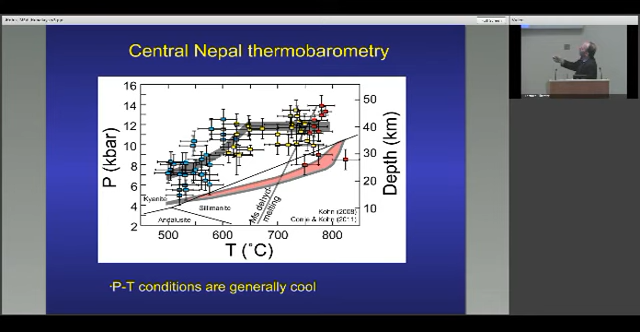 Central Nepal thermobarometry
16
14
12
10
8
6
4
2
P (kbar)
50
40
30
20
10
Depth (km)
Kyanite
Sillimanite
Andalusite
Ms dehyd-
melting
Kohn (2008)
Corrie & Kohn (2011)
500
600
700
800
T (˚C)
·P-T conditions are generally cool